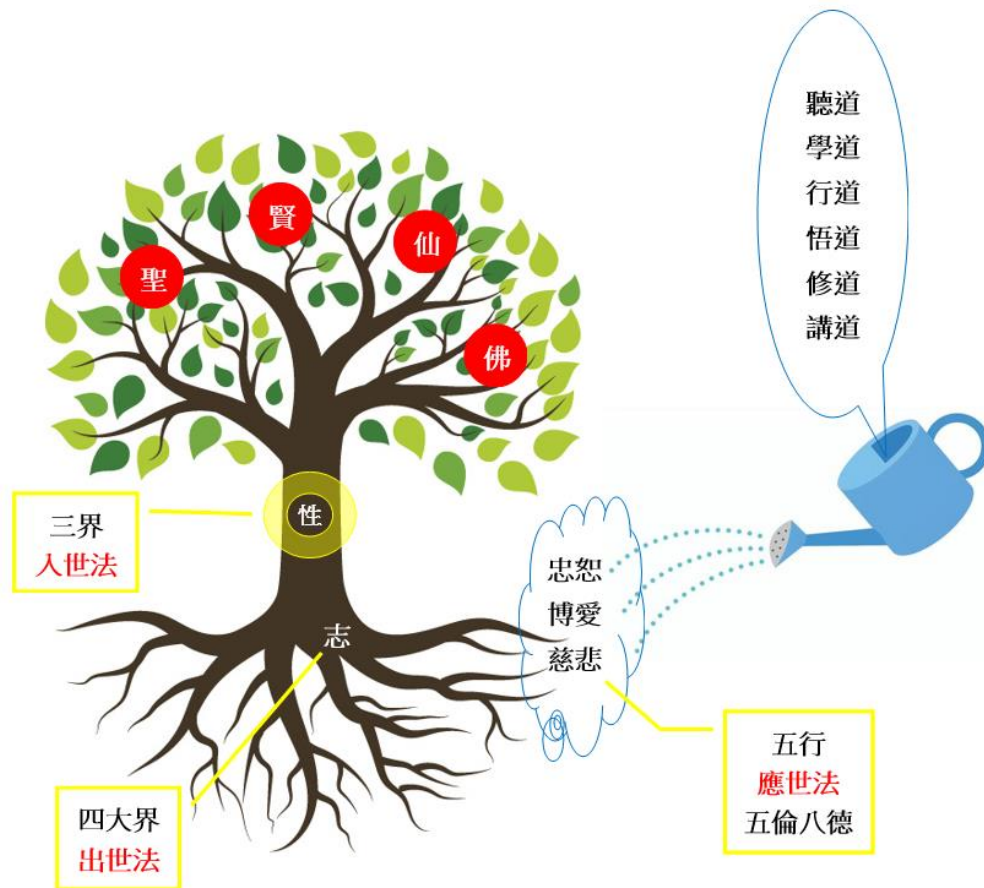 聽道
學道
行道
悟道
修道
講道
賢
仙
聖
佛
性
三界
入世法
忠恕
博愛
慈悲
志
五行
應世法
五倫八德
四大界
出世法